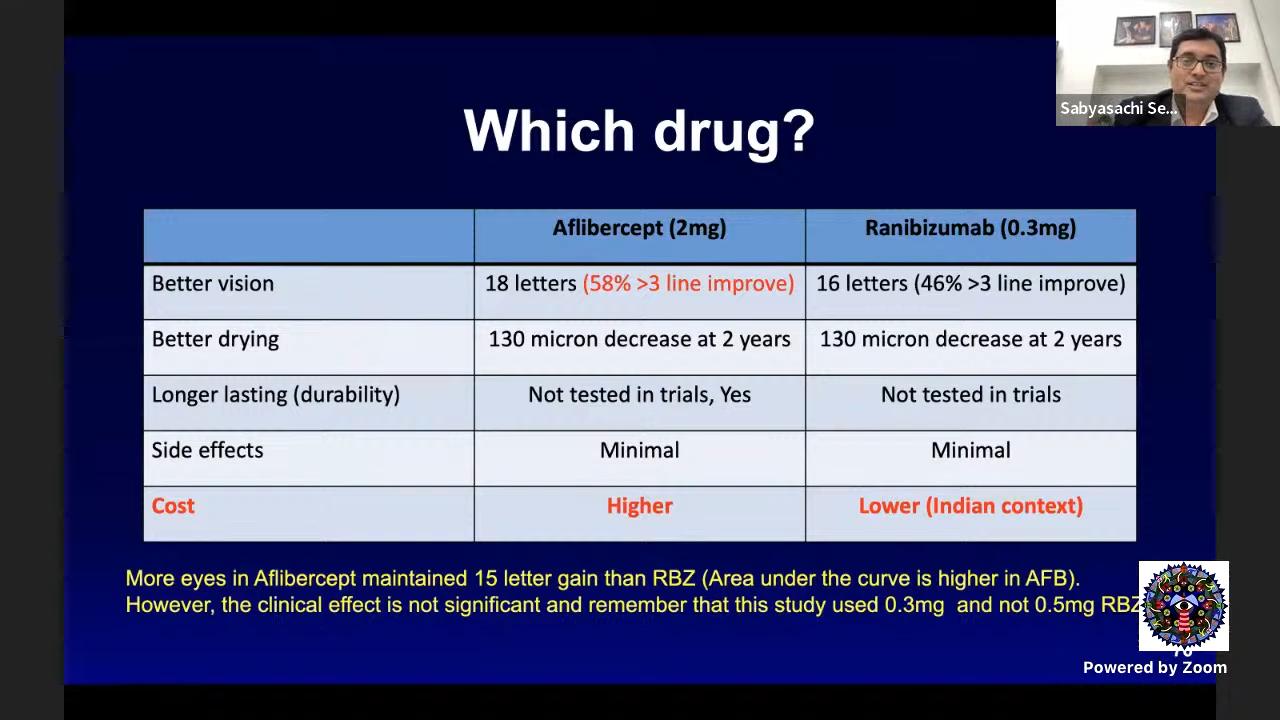 Sabyasachi Se...
Which drug?
Aflibercept (2mg) Ranibizumab (0.3mg)
Better vision 18 letters (58% >3 line improve) 16 letters (46% >3 line improve)
Better drying 130 micron decrease at 2 years 130 micron decrease at 2 years
Longer lasting (durability) Not tested in trials, Yes Not tested in trials
Side effects Minimal Minimal
Cost Higher Lower (Indian context)
More eyes in Aflibercept maintained 15 letter gain than RBZ (Area under the curve is higher in AFB).
However, the clinical effect is not significant and remember that this study used 0.3mg and not 0.5mg RBZ
Powered by Zoom